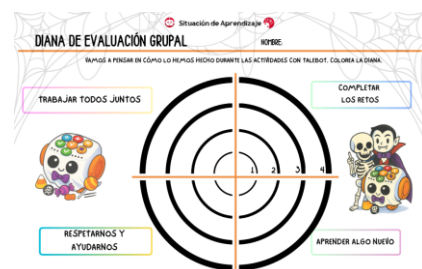 Situación de Aprendizaje
DIANA DE EVALUACIÓN GRUPAL
NOMBRE:
VAMOS A PENSAR EN CÓMO LO HEMOS HECHO DURANTE LAS ACTIVIDADES CON TALEBOT. COLOREA LA DIANA.
TRABAJAR TODOS JUNTOS
COMPLETAR
LOS RETOS
1 2 3 4
RESPETARNOS Y
AYUDARNOS
APRENDER ALGO NUEVO